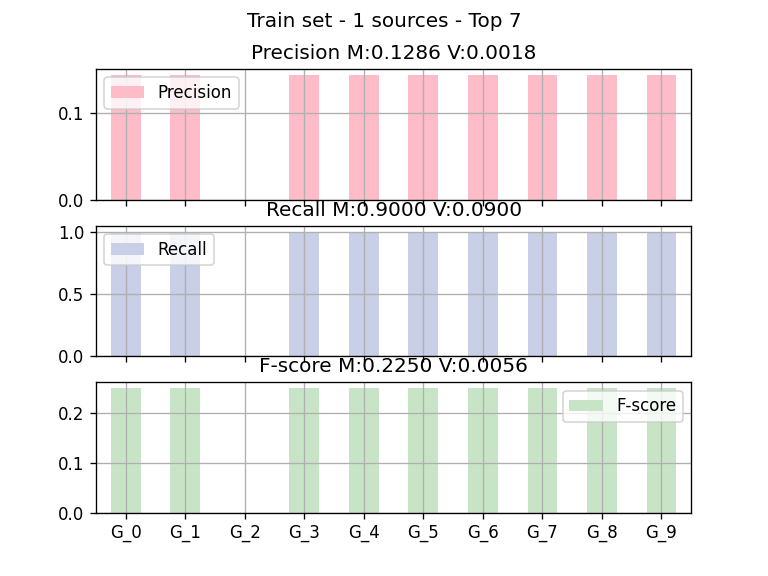 Train set - 1 sources - Top 7
Precision M:0.1286 V:0.0018
Precision
0.1
0.0
Recall M:0.9000 V:0.0900
1.0
Recall
0.5
0.0
F-score M:0.2250 V:0.0056
F-score
0.2
0.1
0.0
G_0 G_1 G_2 G_3 G_4 G_5 G_6 G_7 G_8 G_9